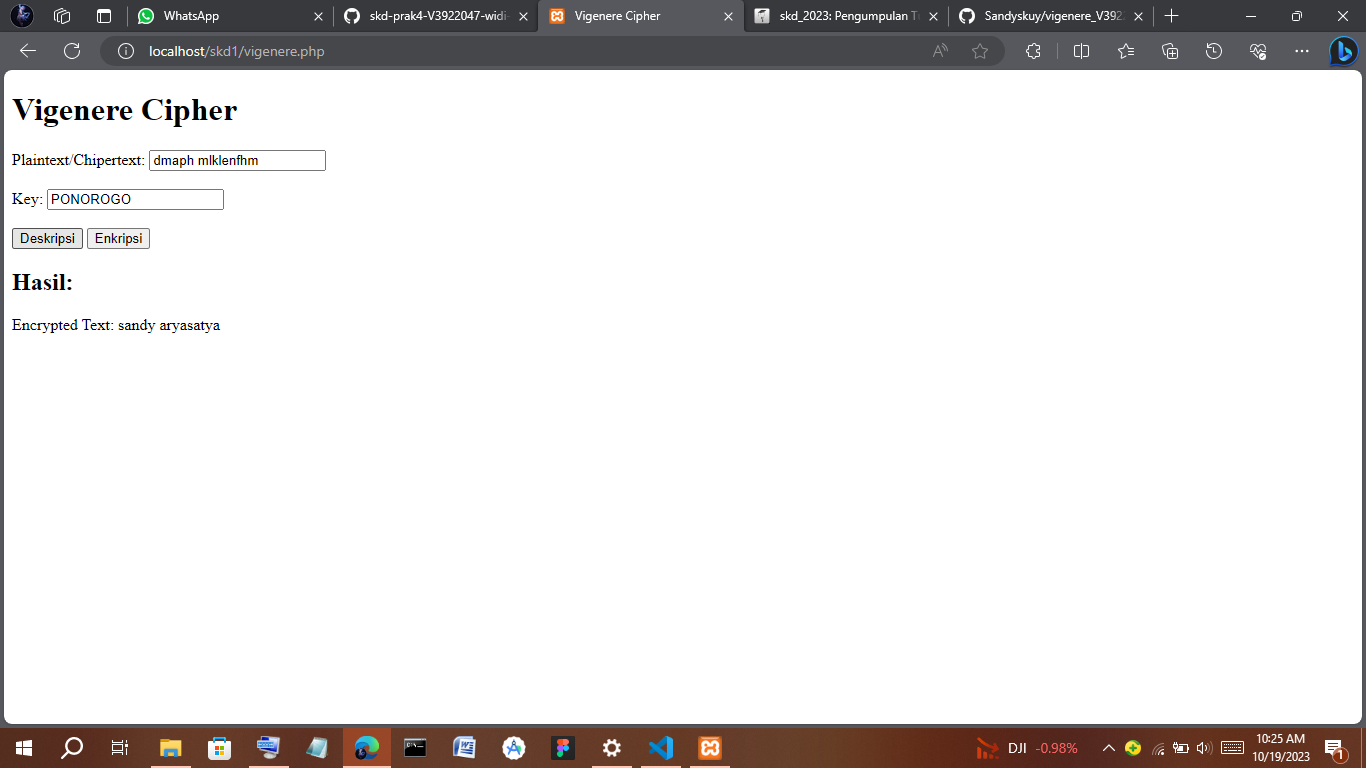 WhatsApp
skd-prak4-V3922047-widi-
Vigenere Cipher
skd_2023: Pengumpulan Tu
Sandyskuy/vigenere_V3922
localhost/skd1/vigenere.php
Vigenere Cipher
Plaintext/Chipertext: dmaph mlklenfhm
Key: PONOROGO
Deskripsi Enkripsi
Hasil:
Encrypted Text: sandy aryasatya
DJI -0.98%
10:25 AM
10/19/2023
1